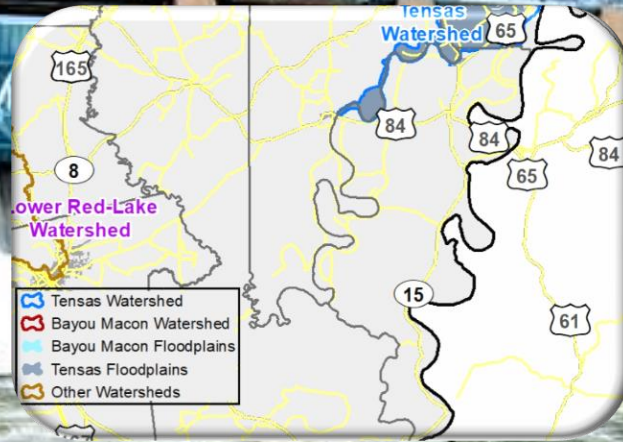 Tensas
Watershed
65
165
84
84
84
65
8
ower Red-Lake
Watershed
15
61
Tensas Watershed
Bayou Macon Watershed
Bayou Macon Floodplains
Tensas Floodplains
Other Watersheds